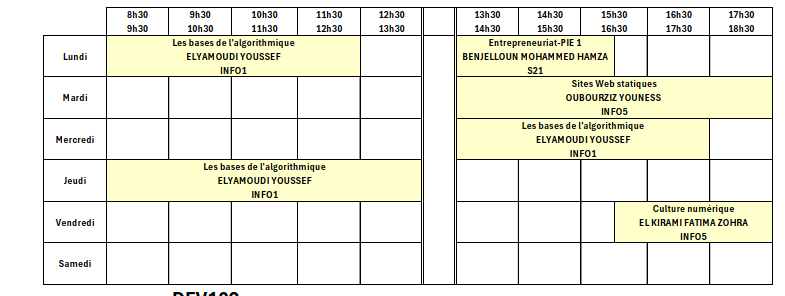 8h30 9h30 10h30 11h30 12h30 13h30 14h30 15h30 16h30 17h30
9h30 10h30 11h30 12h30 13h30 14h30 15h30 16h30 17h30 18h30
Lundi
Les bases de l'algorithmique
ELYAMOUDI YOUSSEF
INFO1
Entrepreneuriat-PIE 1
BENJELLOUN MOHAMMED HAMZA
S21
Mardi
Sites Web statiques
OUBOURZIZ YOUNESS
INFO5
Mercredi
Les bases de l'algorithmique
ELYAMOUDI YOUSSEF
INFO1
Jeudi
Les bases de l'algorithmique
ELYAMOUDI YOUSSEF
INFO1
Vendredi
Culture numérique
EL KIRAMI FATIMA ZOHRA
INFO5
Samedi